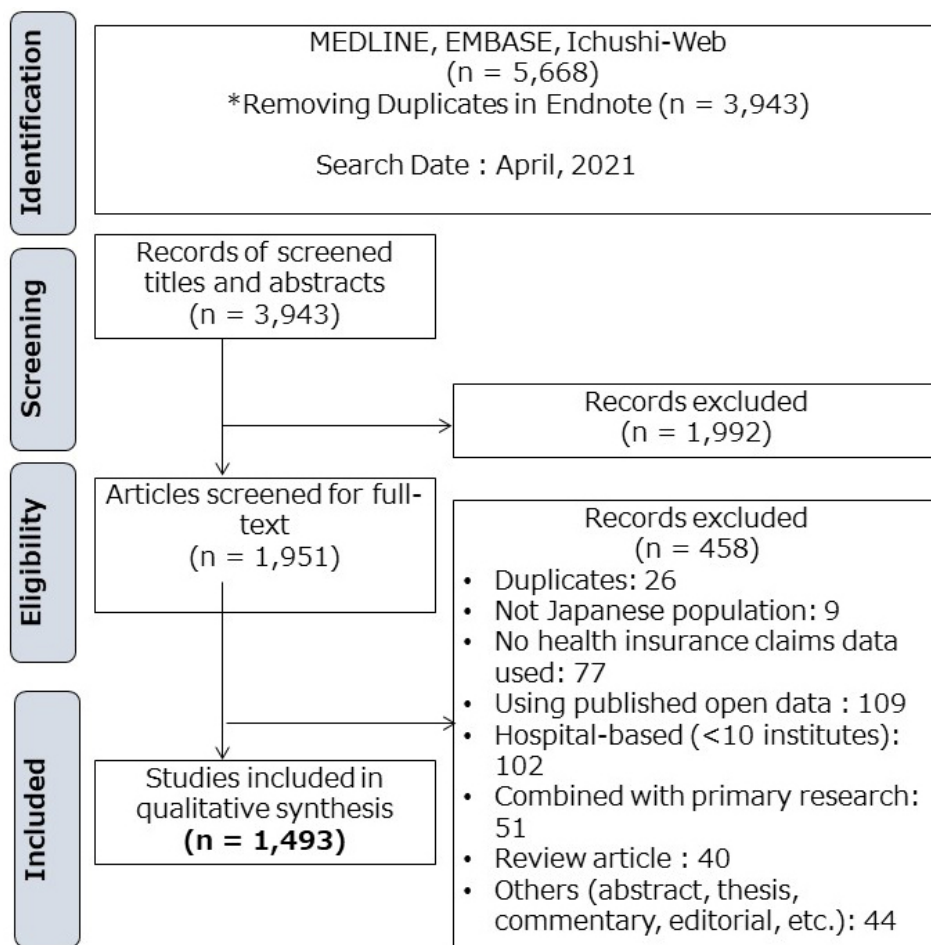 Identification
MEDLINE, EMBASE, Ichushi-Web
(n = 5,668)
*Removing Duplicates in Endnote (n = 3,943)
Search Date : April, 2021
Screening
Records of screened
titles and abstracts
(n = 3,943)
Records excluded
(n = 1,992)
Eligibility
Articles screened for full-
text
(n = 1,951)
Records excluded
(n = 458)
• Duplicates: 26
• Not Japanese population: 9
• No health insurance claims data
used: 77
• Using published open data : 109
• Hospital-based (<10 institutes):
102
• Combined with primary research:
51
• Review article : 40
• Others (abstract, thesis,
commentary, editorial, etc.): 44
Included
Studies included in
qualitative synthesis
(n = 1,493)